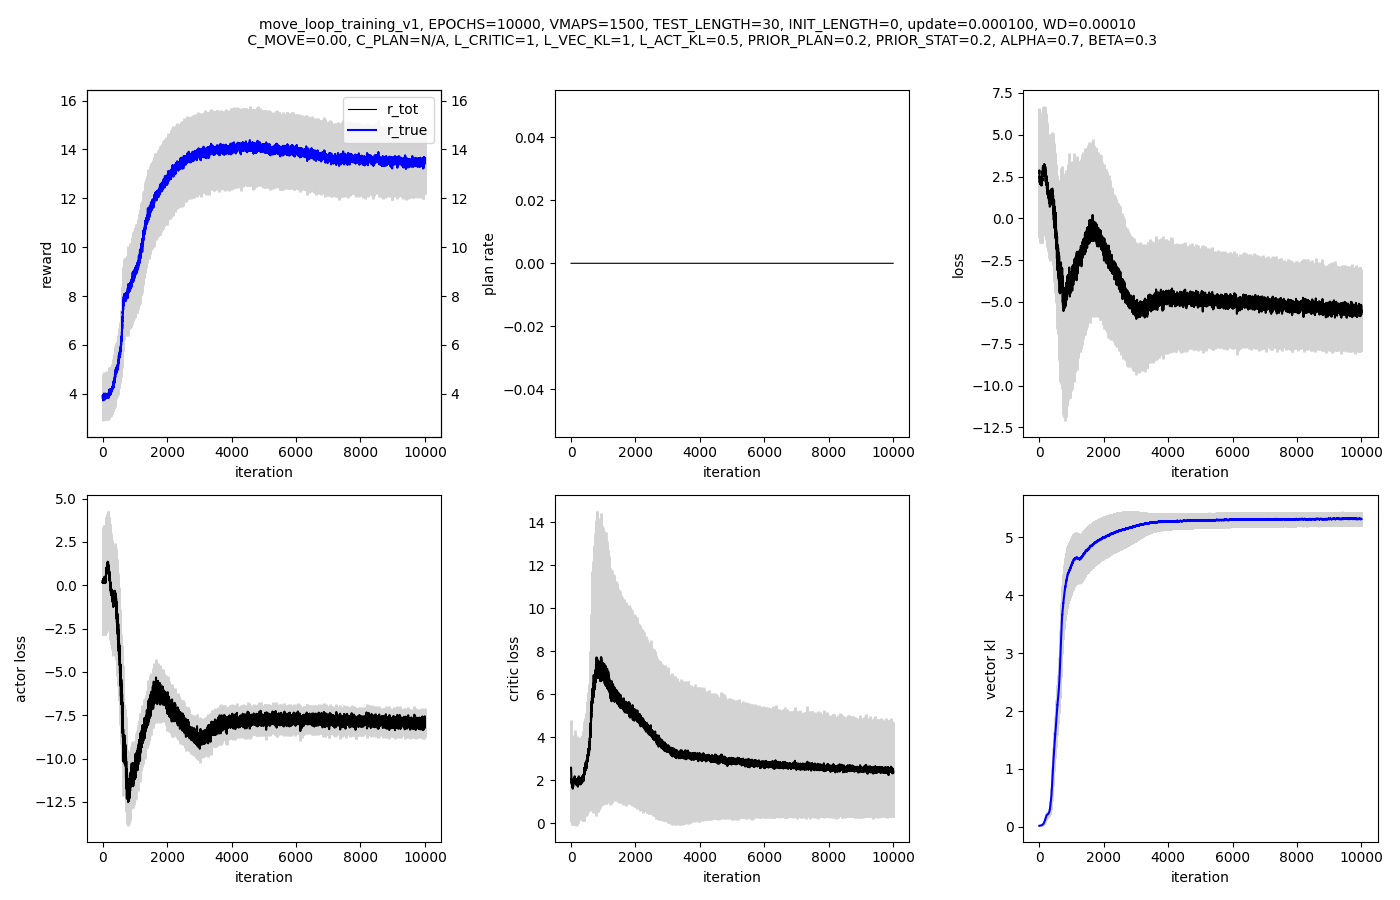 move_loop_training_v1, EPOCHS=10000, VMAPS=1500, TEST_LENGTH=30, INIT_LENGTH=0, update=0.000100, WD=0.00010
C_MOVE=0.00, C_PLAN=N/A, L_CRITIC=1, L_VEC_KL=1, L_ACT_KL=0.5, PRIOR_PLAN=0.2, PRIOR_STAT=0.2, ALPHA=0.7, BETA=0.3
16
14
12
10
8
6
4
reward
r_tot
r_true
16
14
12
10
8
6
4
0 2000 4000 6000 8000 10000
iteration
plan rate
0.04
0.02
0.00
−0.02
−0.04
0 2000 4000 6000 8000 10000
iteration
loss
7.5
5.0
2.5
0.0
−2.5
−5.0
−7.5
−10.0
−12.5
0 2000 4000 6000 8000 10000
iteration
actor loss
5.0
2.5
0.0
−2.5
−5.0
−7.5
−10.0
−12.5
0 2000 4000 6000 8000 10000
iteration
critic loss
14
12
10
8
6
4
2
0
0 2000 4000 6000 8000 10000
iteration
vector kl
5
4
3
2
1
0
0 2000 4000 6000 8000 10000
iteration